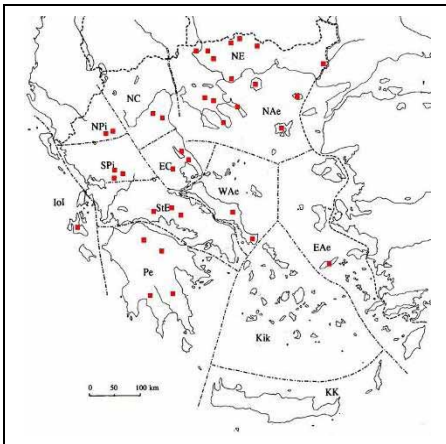 NE
NC
NAe
NPi
SPi
EC
WAe
IoI
StE
EAe
Pe
Kik
KK
0 50 100 km